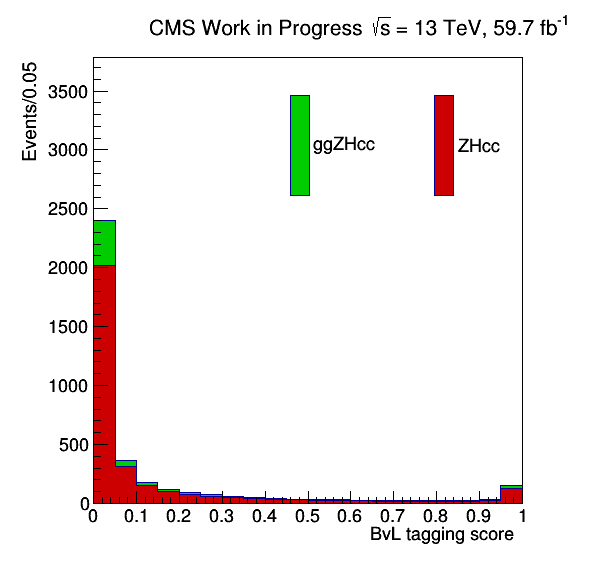 CMS Work in Progress √s = 13 TeV, 59.7 fb⁻¹
Events/0.05
3500
3000
2500
2000
1500
1000
500
0
ggZHcc
ZHcc
0 0.1 0.2 0.3 0.4 0.5 0.6 0.7 0.8 0.9 1
BvL tagging score